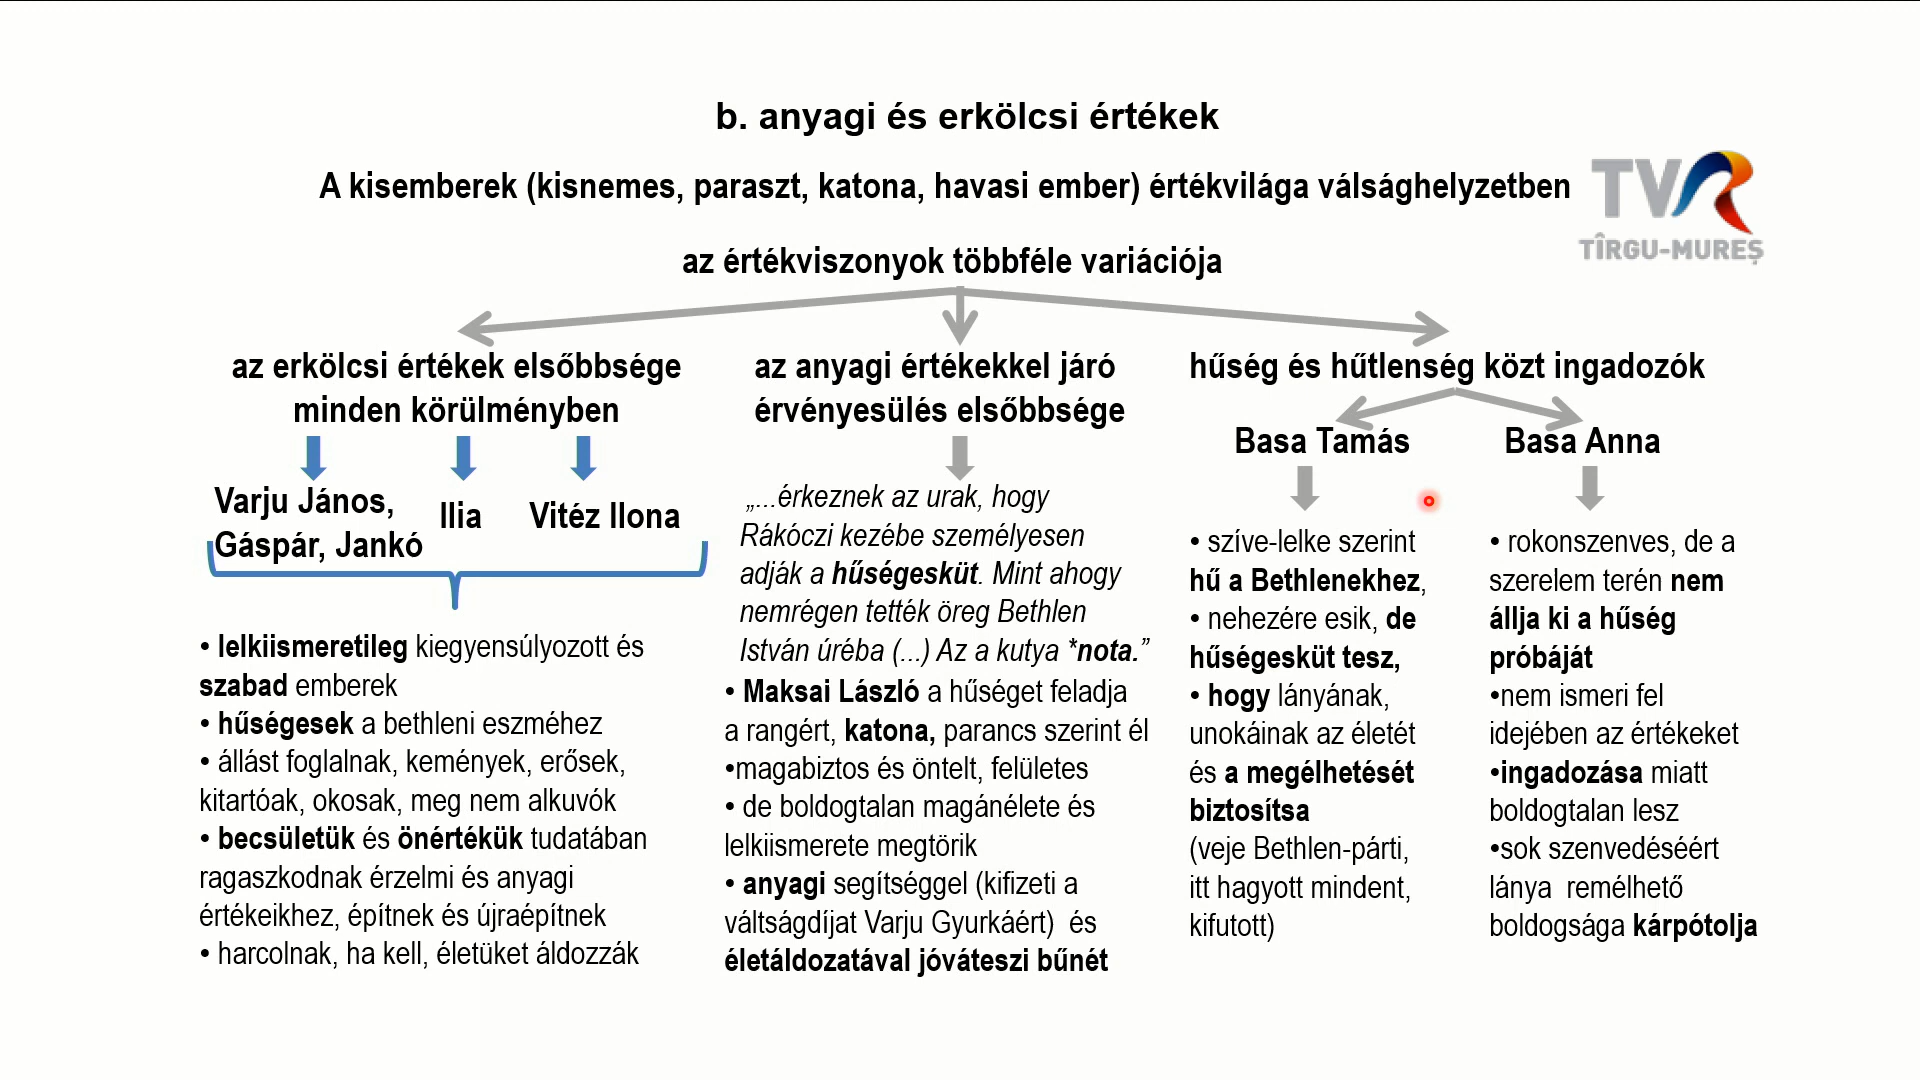 b. anyagi és erkölcsi értékek
A kisemberek (kisnemes, paraszt, katona, havasi ember) értékvilága válsághelyzetben
TVR
TÎRGU-MUREȘ
az értékviszonyok többféle variációja
az erkölcsi értékek elsőbbsége
minden körülményben
Varju János,
Gáspár, Jankó
Ilia
Vitéz Ilona
• lelkiismeretileg kiegyensúlyozott és
szabad emberek
• hűségesek a bethleni eszméhez
• állást foglalnak, kemények, erősek,
kitartóak, okosak, meg nem alkuvók
• becsületük és önértékük tudatában
ragaszkodnak érzelmi és anyagi
értékeikhez, építnek és újraépítnek
• harcolnak, ha kell, életüket áldozzák
az anyagi értékekkel járó
érvényesülés elsőbbsége
„...érkeznek az urak, hogy
Rákóczi kezébe személyesen
adják a hűségesküt. Mint ahogy
nemrégen tették öreg Bethlen
István úréba (...) Az a kutya *nota.”
• Maksai László a hűséget feladja
a rangért, katona, parancs szerint él
•magabiztos és öntelt, felületes
• de boldogtalan magánélete és
lelkiismerete megtörik
• anyagi segítséggel (kifizeti a
váltságdíjat Varju Gyurkáért) és
életáldozatával jóváteszi bűnét
hűség és hűtlenség közt ingadozók
Basa Tamás
• szíve-lelke szerint
hű a Bethlenekhez,
• nehezére esik, de
hűségesküt tesz,
• hogy lányának,
unokáinak az életét
és a megélhetését
biztosítsa
(veje Bethlen-párti,
itt hagyott mindent,
kifutott)
Basa Anna
• rokonszenves, de a
szerelem terén nem
állja ki a hűség
próbáját
•nem ismeri fel
idejében az értékeket
•ingadozása miatt
boldogtalan lesz
•sok szenvedéséért
lánya remélhető
boldogsága kárpótolja